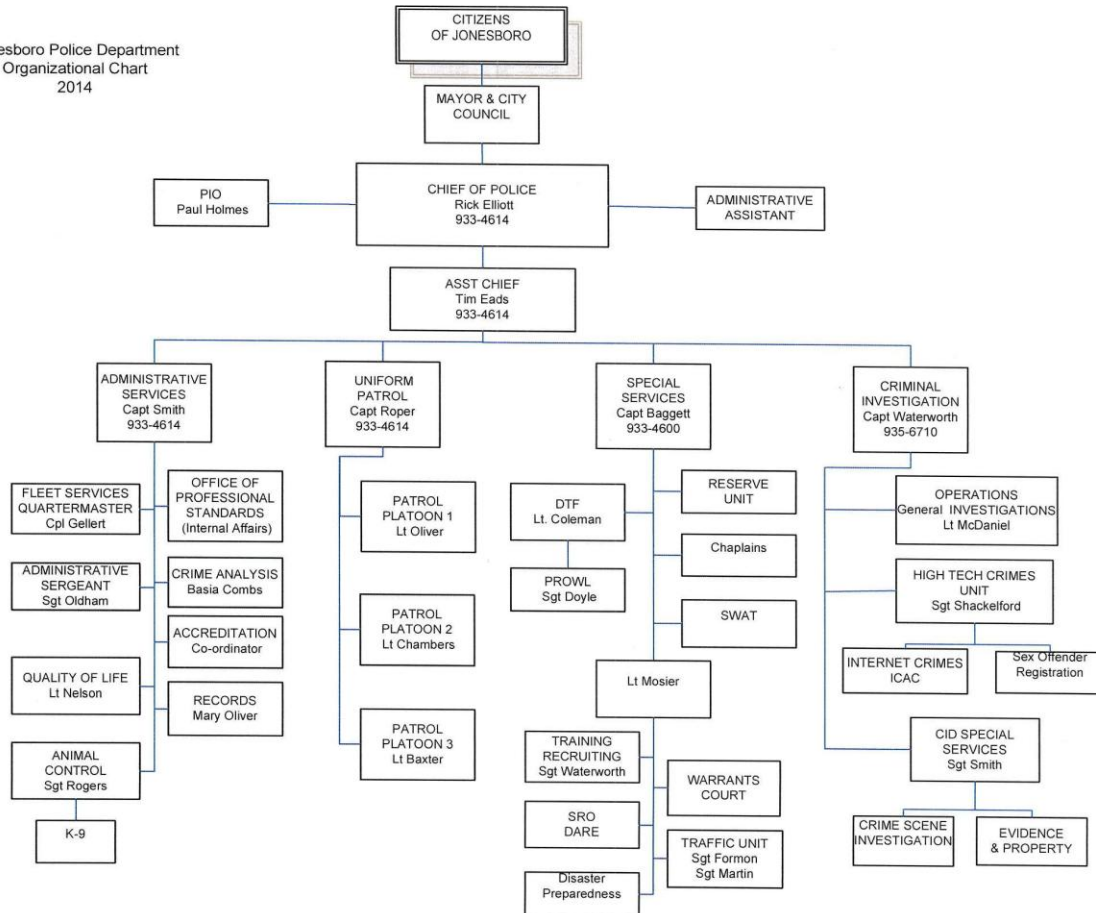 esboro Police Department
Organizational Chart
2014
CITIZENS
OF JONESBORO
MAYOR & CITY
COUNCIL
CHIEF OF POLICE
Rick Elliott
933-4614
PIO
Paul Holmes
ADMINISTRATIVE
ASSISTANT
ASST CHIEF
Tim Eads
933-4614
ADMINISTRATIVE
SERVICES
Capt Smith
933-4614
UNIFORM
PATROL
Capt Roper
933-4614
SPECIAL
SERVICES
Capt Baggett
933-4600
CRIMINAL
INVESTIGATION
Capt Waterworth
935-6710
FLEET SERVICES
QUARTERMASTER
Cpl Gellert
OFFICE OF
PROFESSIONAL
STANDARDS
(Internal Affairs)
ADMINISTRATIVE
SERGEANT
Sgt Oldham
CRIME ANALYSIS
Basia Combs
ACCREDITATION
Co-ordinator
QUALITY OF LIFE
Lt Nelson
RECORDS
Mary Oliver
ANIMAL
CONTROL
Sgt Rogers
K-9
PATROL
PLATOON 1
Lt Oliver
PATROL
PLATOON 2
Lt Chambers
PATROL
PLATOON 3
Lt Baxter
DTF
Lt. Coleman
PROWL
Sgt Doyle
RESERVE
UNIT
Chaplains
SWAT
Lt Mosier
TRAINING
RECRUITING
Sgt Waterworth
WARRANTS
COURT
SRO
DARE
TRAFFIC UNIT
Sgt Formon
Sgt Martin
Disaster
Preparedness
OPERATIONS
General INVESTIGATIONS
Lt McDaniel
HIGH TECH CRIMES
UNIT
Sgt Shackelford
INTERNET CRIMES
ICAC
Sex Offender
Registration
CID SPECIAL
SERVICES
Sgt Smith
CRIME SCENE
INVESTIGATION
EVIDENCE
& PROPERTY